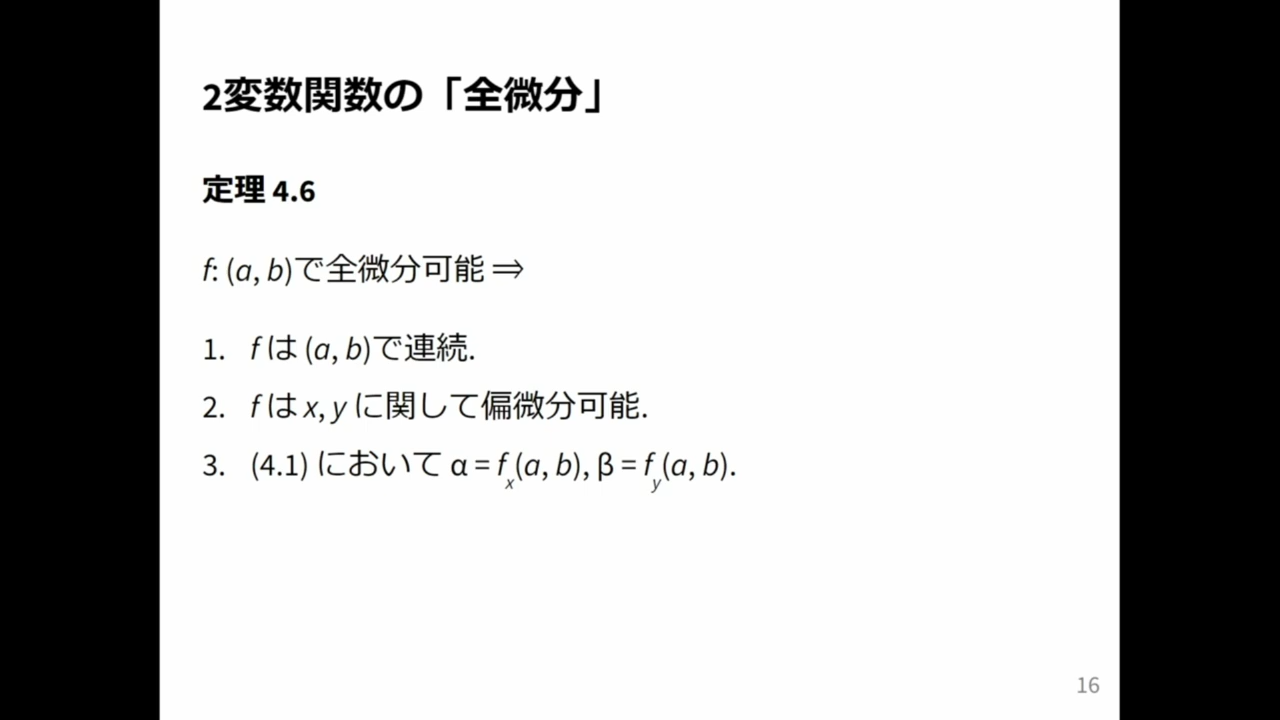 2変数関数の「全微分」
定理 4.6
f: (a, b)で全微分可能 ⇒
1. f は (a, b)で連続.
2. f は x, y に関して偏微分可能.
3. (4.1) において α = fx(a, b), β = fy(a, b).
16